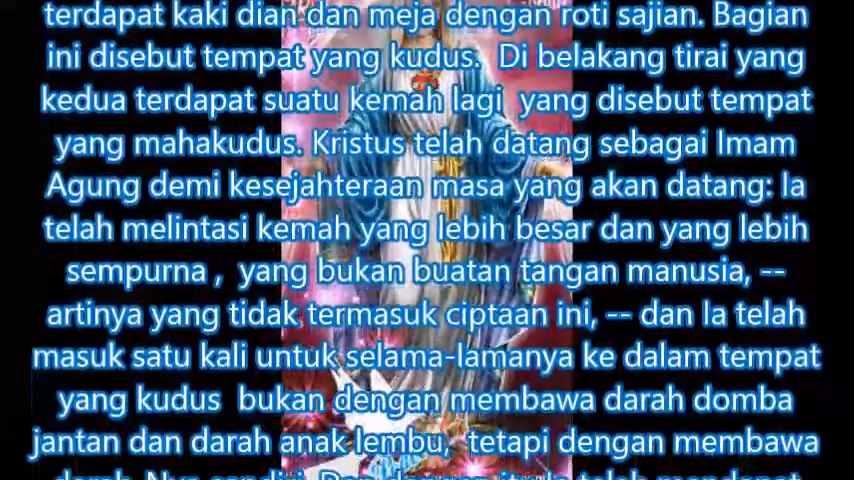 terdapat kaki dian dan meja dengan roti sajian. Bagian
ini disebut tempat yang kudus. Di belakang tirai yang
kedua terdapat suatu kemah lagi yang disebut tempat
yang mahakudus. Kristus telah datang sebagai Imam
Agung demi kesejahteraan masa yang akan datang: Ia
telah melintasi kemah yang lebih besar dan yang lebih
sempurna , yang bukan buatan tangan manusia, --
artinya yang tidak termasuk ciptaan ini, -- dan Ia telah
masuk satu kali untuk selama-lamanya ke dalam tempat
yang kudus bukan dengan membawa darah domba
jantan dan darah anak lembu, tetapi dengan membawa